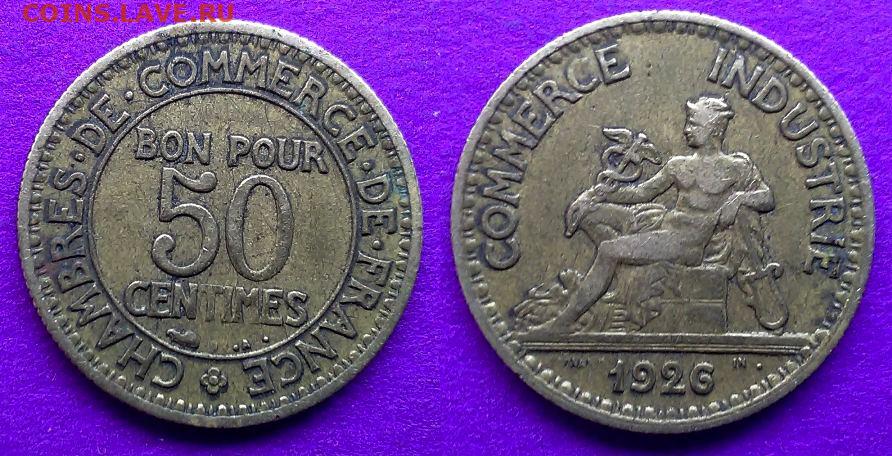 COINS.LAVE.RU
CHAMBRES·DE·COMMERCE·DE·FRANCE
BON POUR
50
CENTIMES
COMMERCE INDUSTRIE
1926